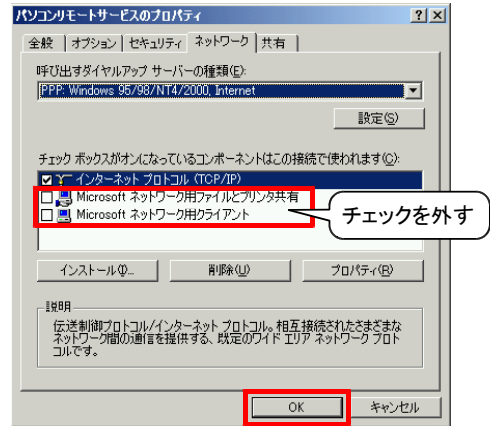 パソコンリモートサービスのプロパティ
全般 オプション セキュリティ ネットワーク 共有
呼び出すダイヤルアップ サーバーの種類(E):
PPP: Windows 95/98/NT4/2000, Internet
設定(S)
チェック ボックスがオンになっているコンポーネントはこの接続で使われます(C):
インターネット プロトコル (TCP/IP)
Microsoft ネットワーク用ファイルとプリンタ共有
Microsoft ネットワーク用クライアント
チェックを外す
インストール(I)... 削除(U) プロパティ(R)
説明
伝送制御プロトコル/インターネット プロトコル。相互接続されたさまざまな
ネットワーク間の通信を提供する、既定のワイド エリア ネットワーク プロト
コルです。
OK キャンセル